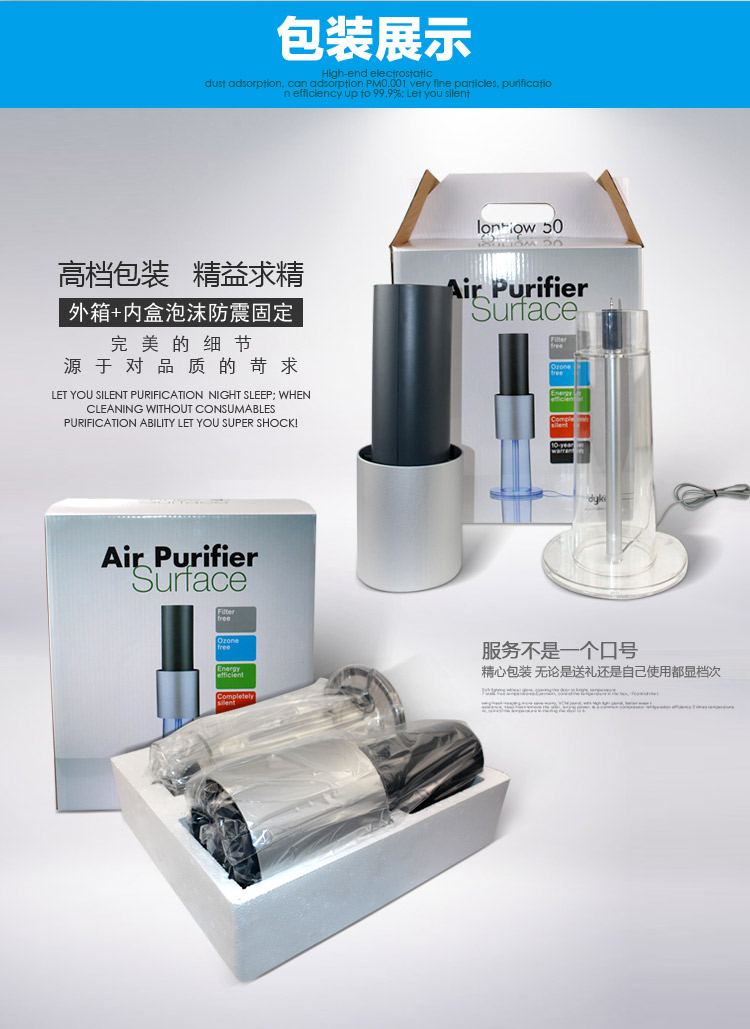 包装展示
High-end electrostatic
dust adsorption, can adsorption PM0.001 very fine particles, purificatio
n efficiency up to 99.9%; Let you silent
IonFlow 50
高档包装 精益求精
外箱+内盒泡沫防震固定
完美的细节
源于对品质的苛求
LET YOU SILENT PURIFICATION NIGHT SLEEP; WHEN
CLEANING WITHOUT CONSUMABLES
PURIFICATION ABILITY LET YOU SUPER SHOCK!
Air Purifier
Surface
Filter
free
Ozone
free
Energy
efficient
Completely
silent
10-year
warranty
Air Purifier
Surface
Filter
free
Ozone
free
Energy
efficient
Completely
silent
服务不是一个口号
精心包装 无论是送礼还是自己使用都显档次